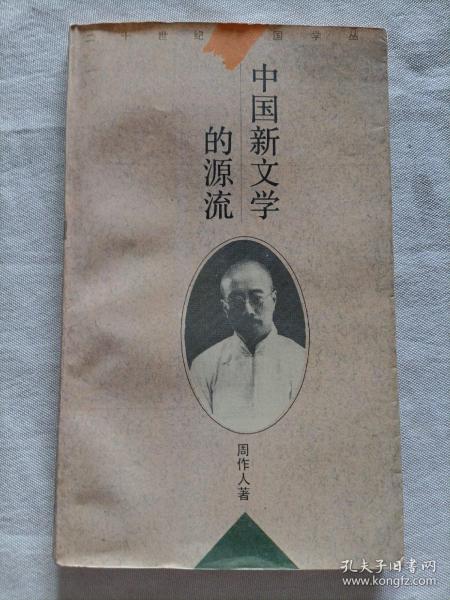 二十世纪 国学丛
中国新文学
的源流
周作人著
孔夫子旧书网
www.kongfz.com